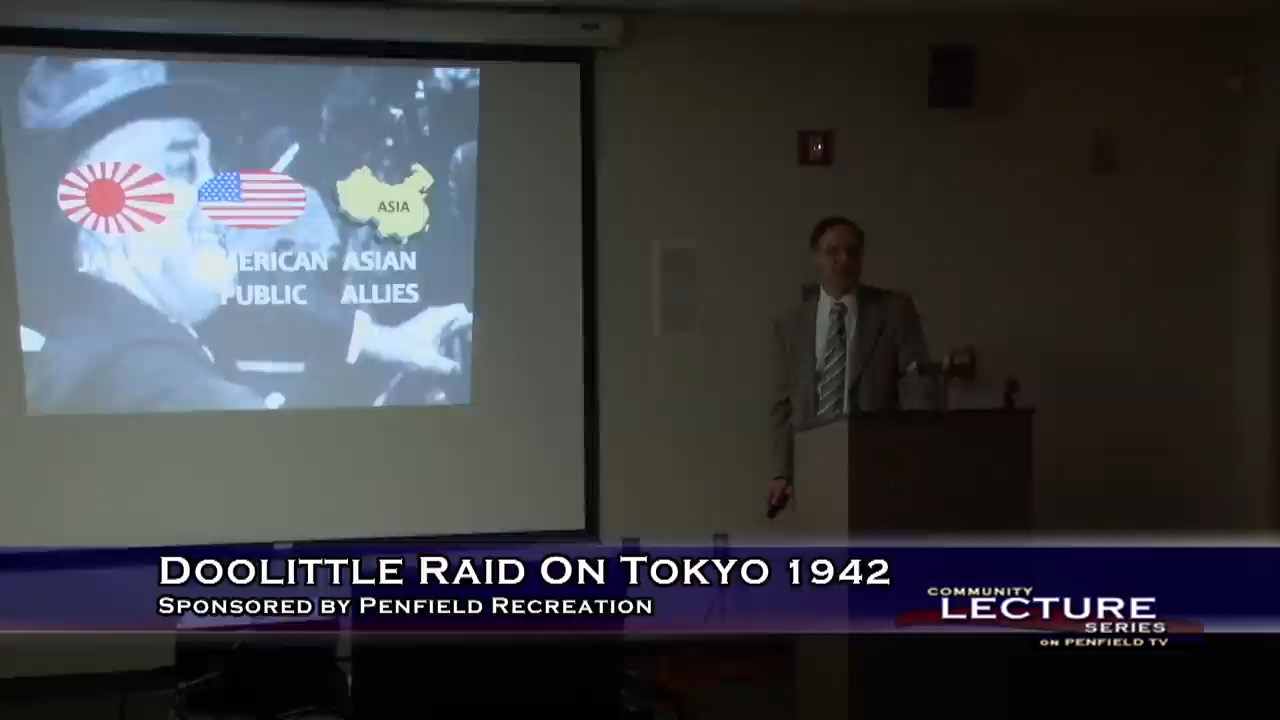 ASIA
AMERICAN ASIAN
PUBLIC ALLIES
DOOLITTLE RAID ON TOKYO 1942
SPONSORED BY PENFIELD RECREATION
COMMUNITY
LECTURE
SERIES
ON PENFIELD TV